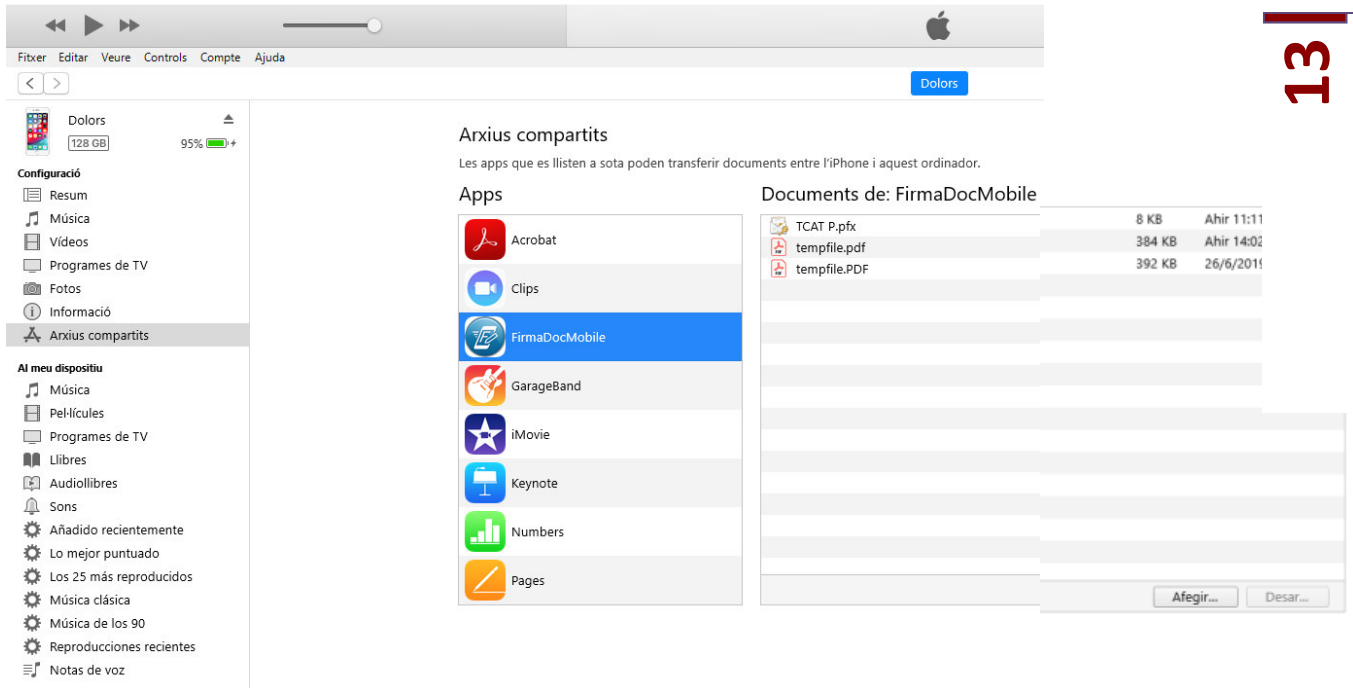 13
Fitxer Editar Veure Controls Compte Ajuda
Dolors
Dolors
128 GB 95%
Configuració
Resum
Música
Vídeos
Programes de TV
Fotos
Informació
Arxius compartits
Al meu dispositiu
Música
Pel·lícules
Programes de TV
Llibres
Audiollibres
Sons
Añadido recientemente
Lo mejor puntuado
Los 25 más reproducidos
Música clásica
Música de los 90
Reproducciones recientes
Notas de voz
Arxius compartits
Les apps que es llisten a sota poden transferir documents entre l'iPhone i aquest ordinador.
Apps
Acrobat
Clips
FirmaDocMobile
GarageBand
iMovie
Keynote
Numbers
Pages
Documents de: FirmaDocMobile
TCAT P.pfx 8 KB Ahir 11:11
tempfile.pdf 384 KB Ahir 14:02
tempfile.PDF 392 KB 26/6/2019
Afegir... Desar...